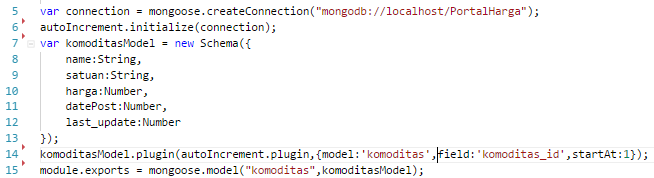 5 var connection = mongoose.createConnection("mongodb://localhost/PortalHarga");
6 autoIncrement.initialize(connection);
7 var komoditasModel = new Schema({
8 name:String,
9 satuan:String,
10 harga:Number,
11 datePost:Number,
12 last_update:Number
13 });
14 komoditasModel.plugin(autoIncrement.plugin,{model:'komoditas',field:'komoditas_id',startAt:1});
15 module.exports = mongoose.model("komoditas",komoditasModel);